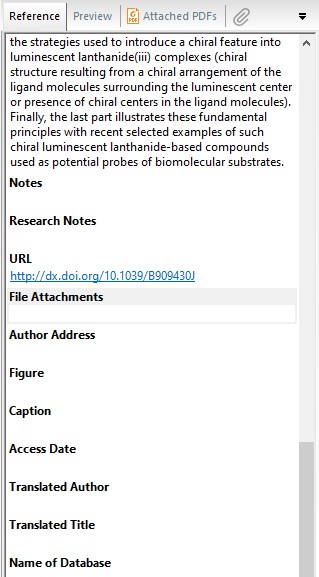 Reference Preview Attached PDFs
the strategies used to introduce a chiral feature into
luminescent lanthanide(iii) complexes (chiral
structure resulting from a chiral arrangement of the
ligand molecules surrounding the luminescent center
or presence of chiral centers in the ligand molecules).
Finally, the last part illustrates these fundamental
principles with recent selected examples of such
chiral luminescent lanthanide-based compounds
used as potential probes of biomolecular substrates.
Notes
Research Notes
URL
http://dx.doi.org/10.1039/B909430J
File Attachments
Author Address
Figure
Caption
Access Date
Translated Author
Translated Title
Name of Database